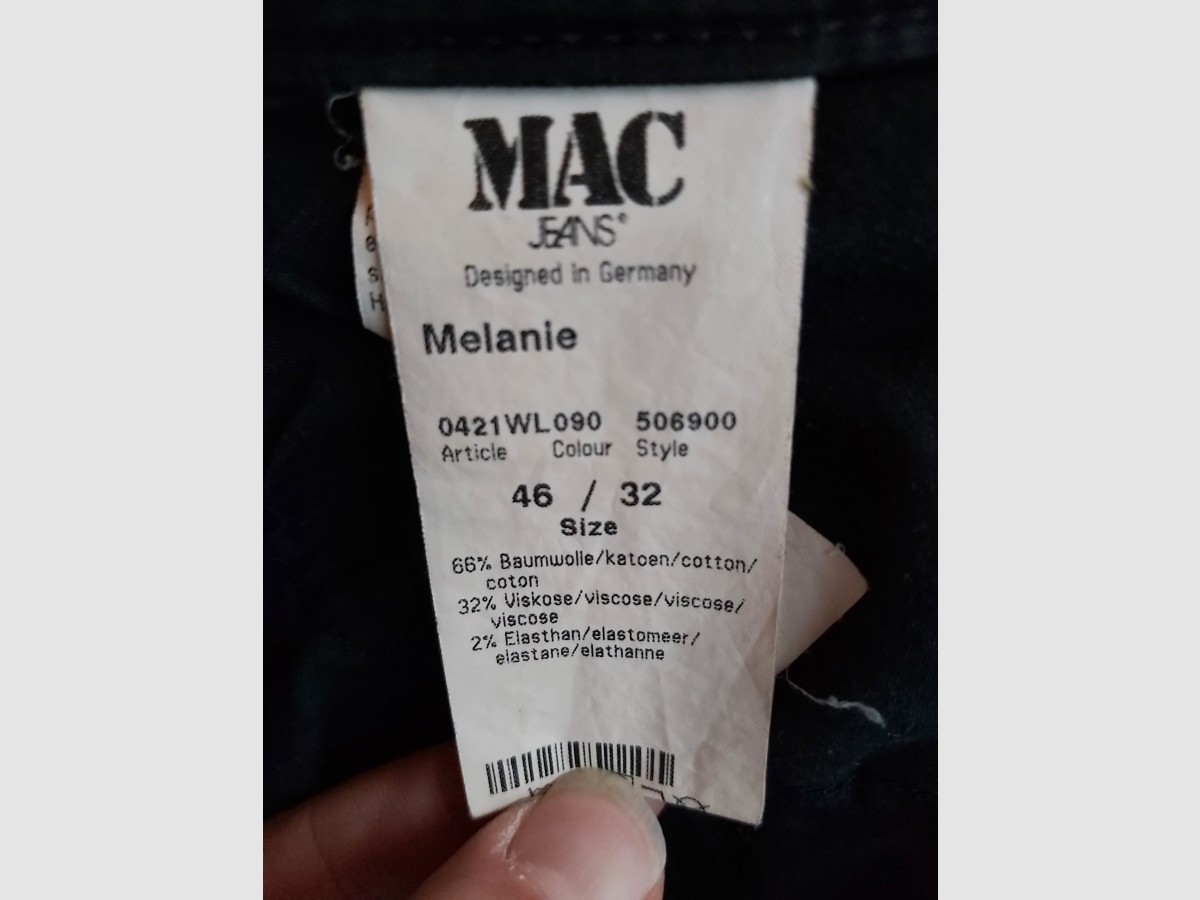 MAC
JEANS®
Designed in Germany
Melanie
0421WL090 506900
Article Colour Style
46 / 32
Size
66% Baumwolle/katoen/cotton/
coton
32% Viskose/viscose/viscose/
viscose
2% Elasthan/elastomeer/
elastane/elathanne